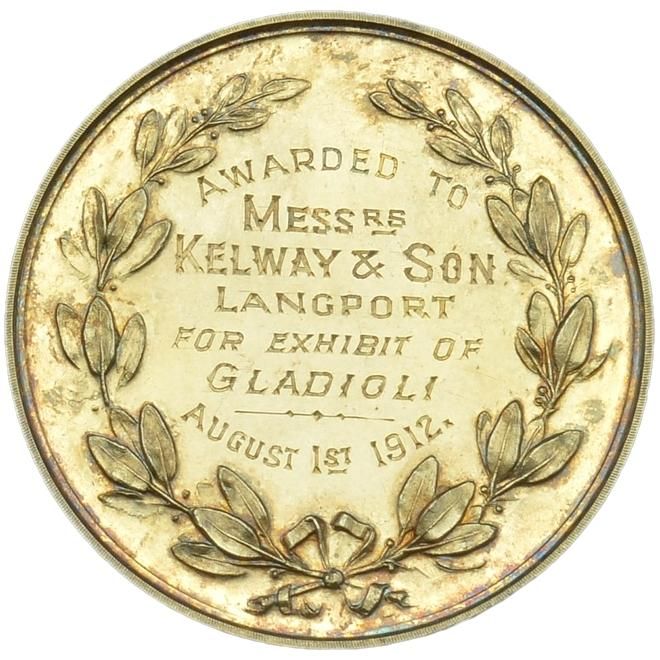 AWARDED TO
MESSRS
KELWAY & SON
LANGPORT
FOR EXHIBIT OF
GLADIOLI
AUGUST 1ST 1912.